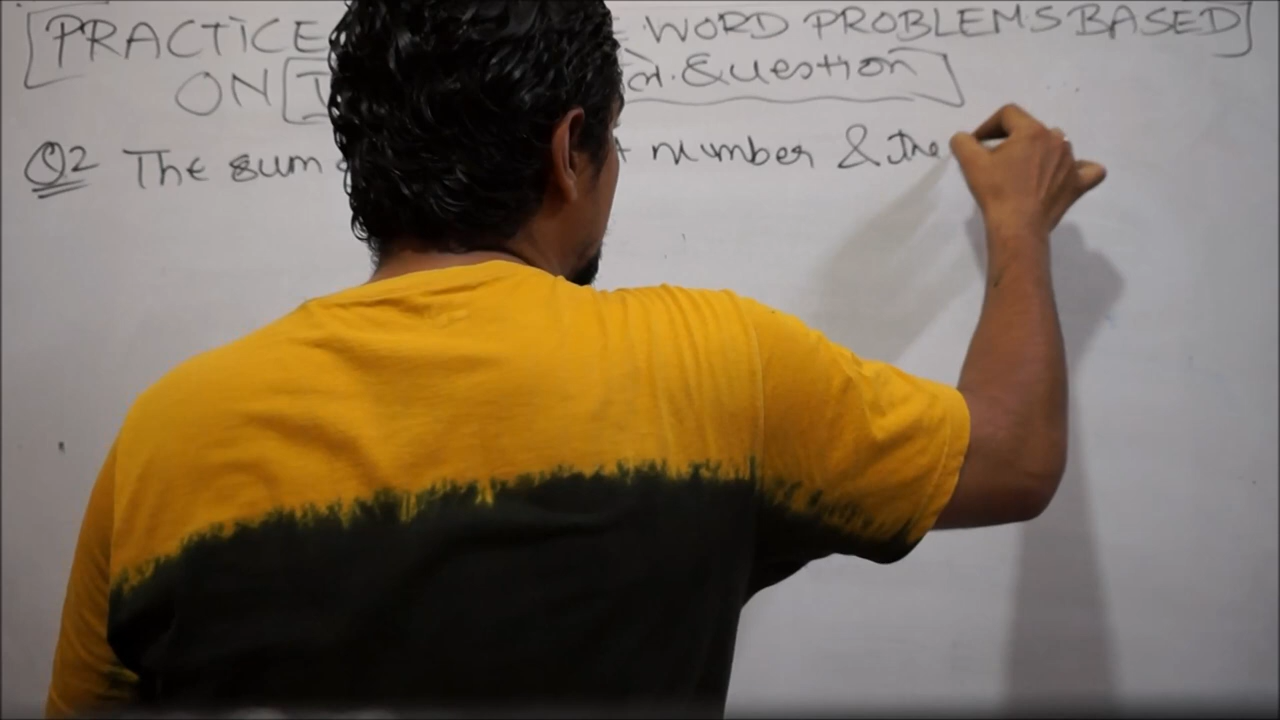 PRACTICE WORD PROBLEMS BASED
ON Question
Q2 The sum number & the